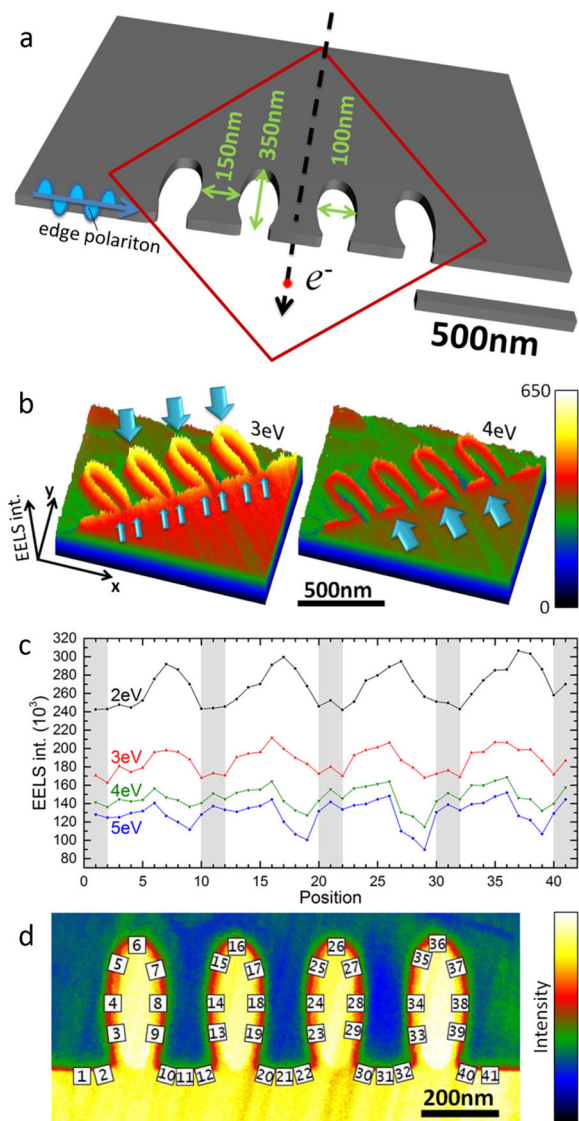 a
150nm
350nm
100nm
edge polariton
e-
500nm
b
3eV
4eV
650
0
EELS int.
y
x
500nm
c
EELS int. (10³)
320
300
280
260
240
220
200
180
160
140
120
100
80
2eV
3eV
4eV
5eV
0 5 10 15 20 25 30 35 40
Position
d
6 16 26 36
5 7 15 17 25 27 35 37
4 8 14 18 24 28 34 38
3 9 13 19 23 29 33 39
1 2 10 11 12 20 21 22 30 31 32 40 41
200nm
Intensity